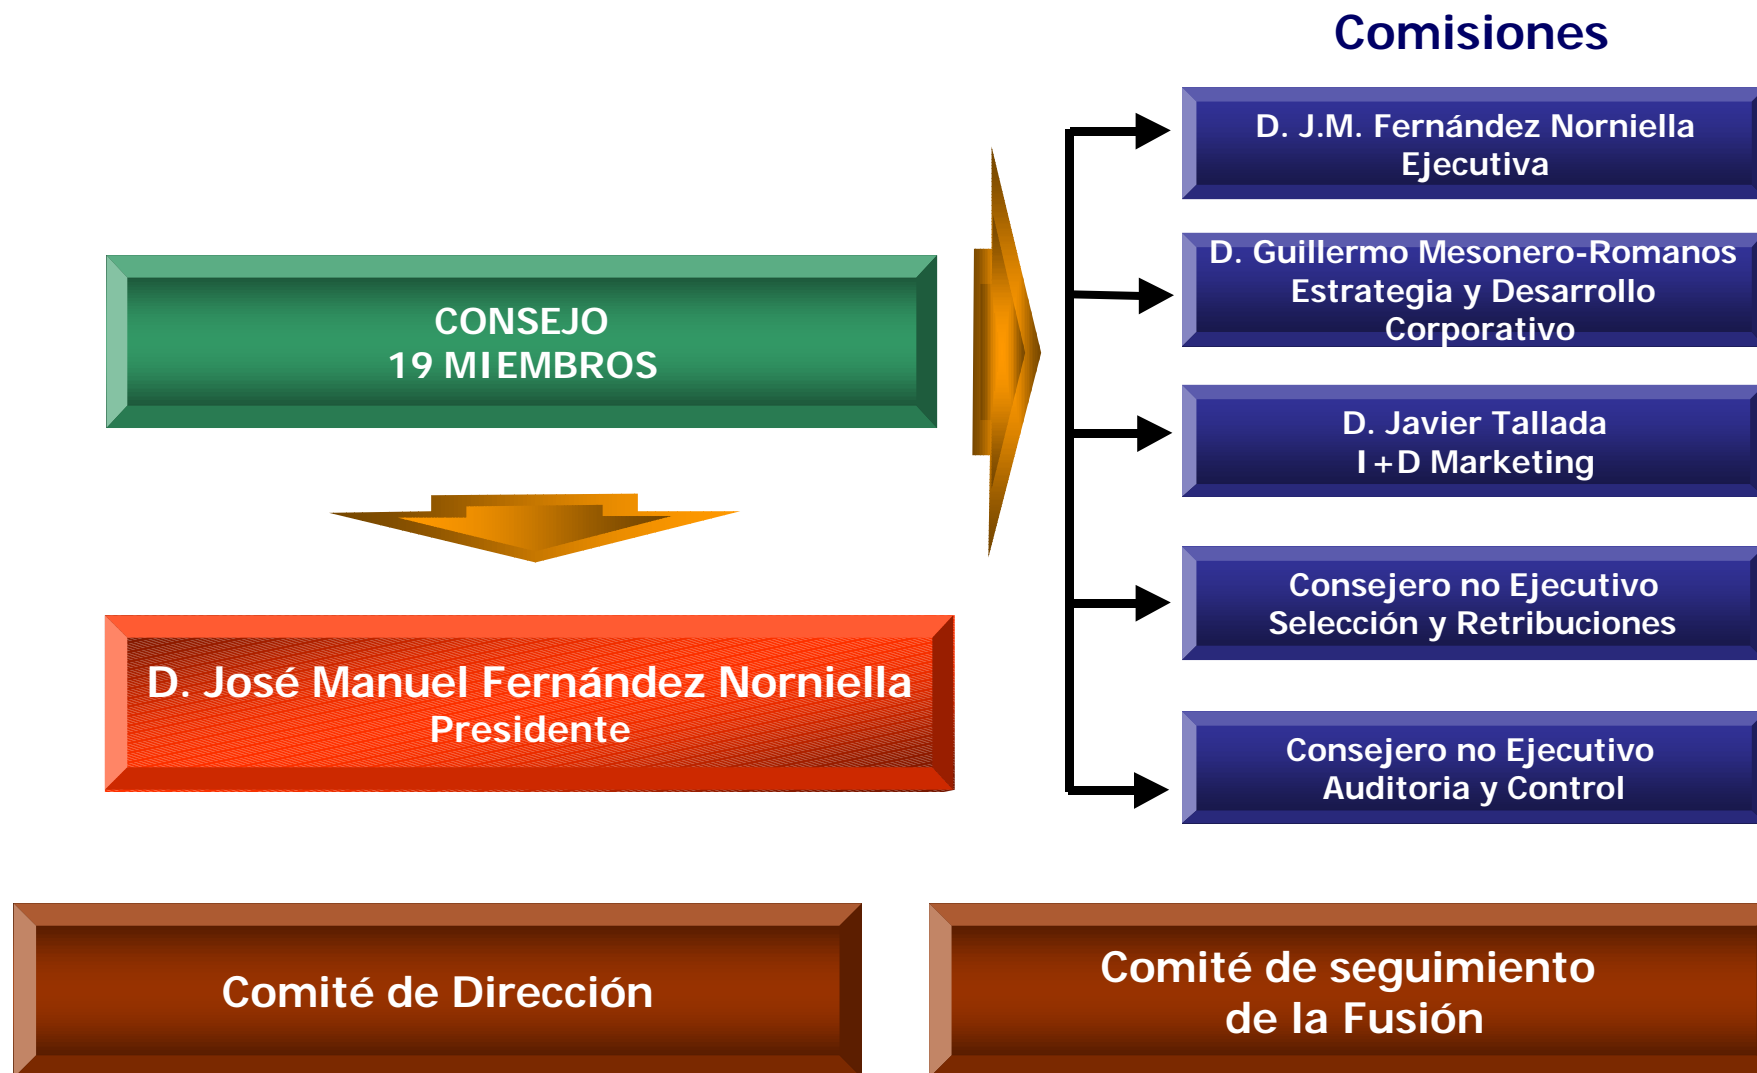 Comisiones
D. J.M. Fernández Norniella
Ejecutiva
D. Guillermo Mesonero-Romanos
Estrategia y Desarrollo
Corporativo
CONSEJO
19 MIEMBROS
D. Javier Tallada
I+D Marketing
Consejero no Ejecutivo
Selección y Retribuciones
D. José Manuel Fernández Norniella
Presidente
Consejero no Ejecutivo
Auditoria y Control
Comité de Dirección
Comité de seguimiento
de la Fusión